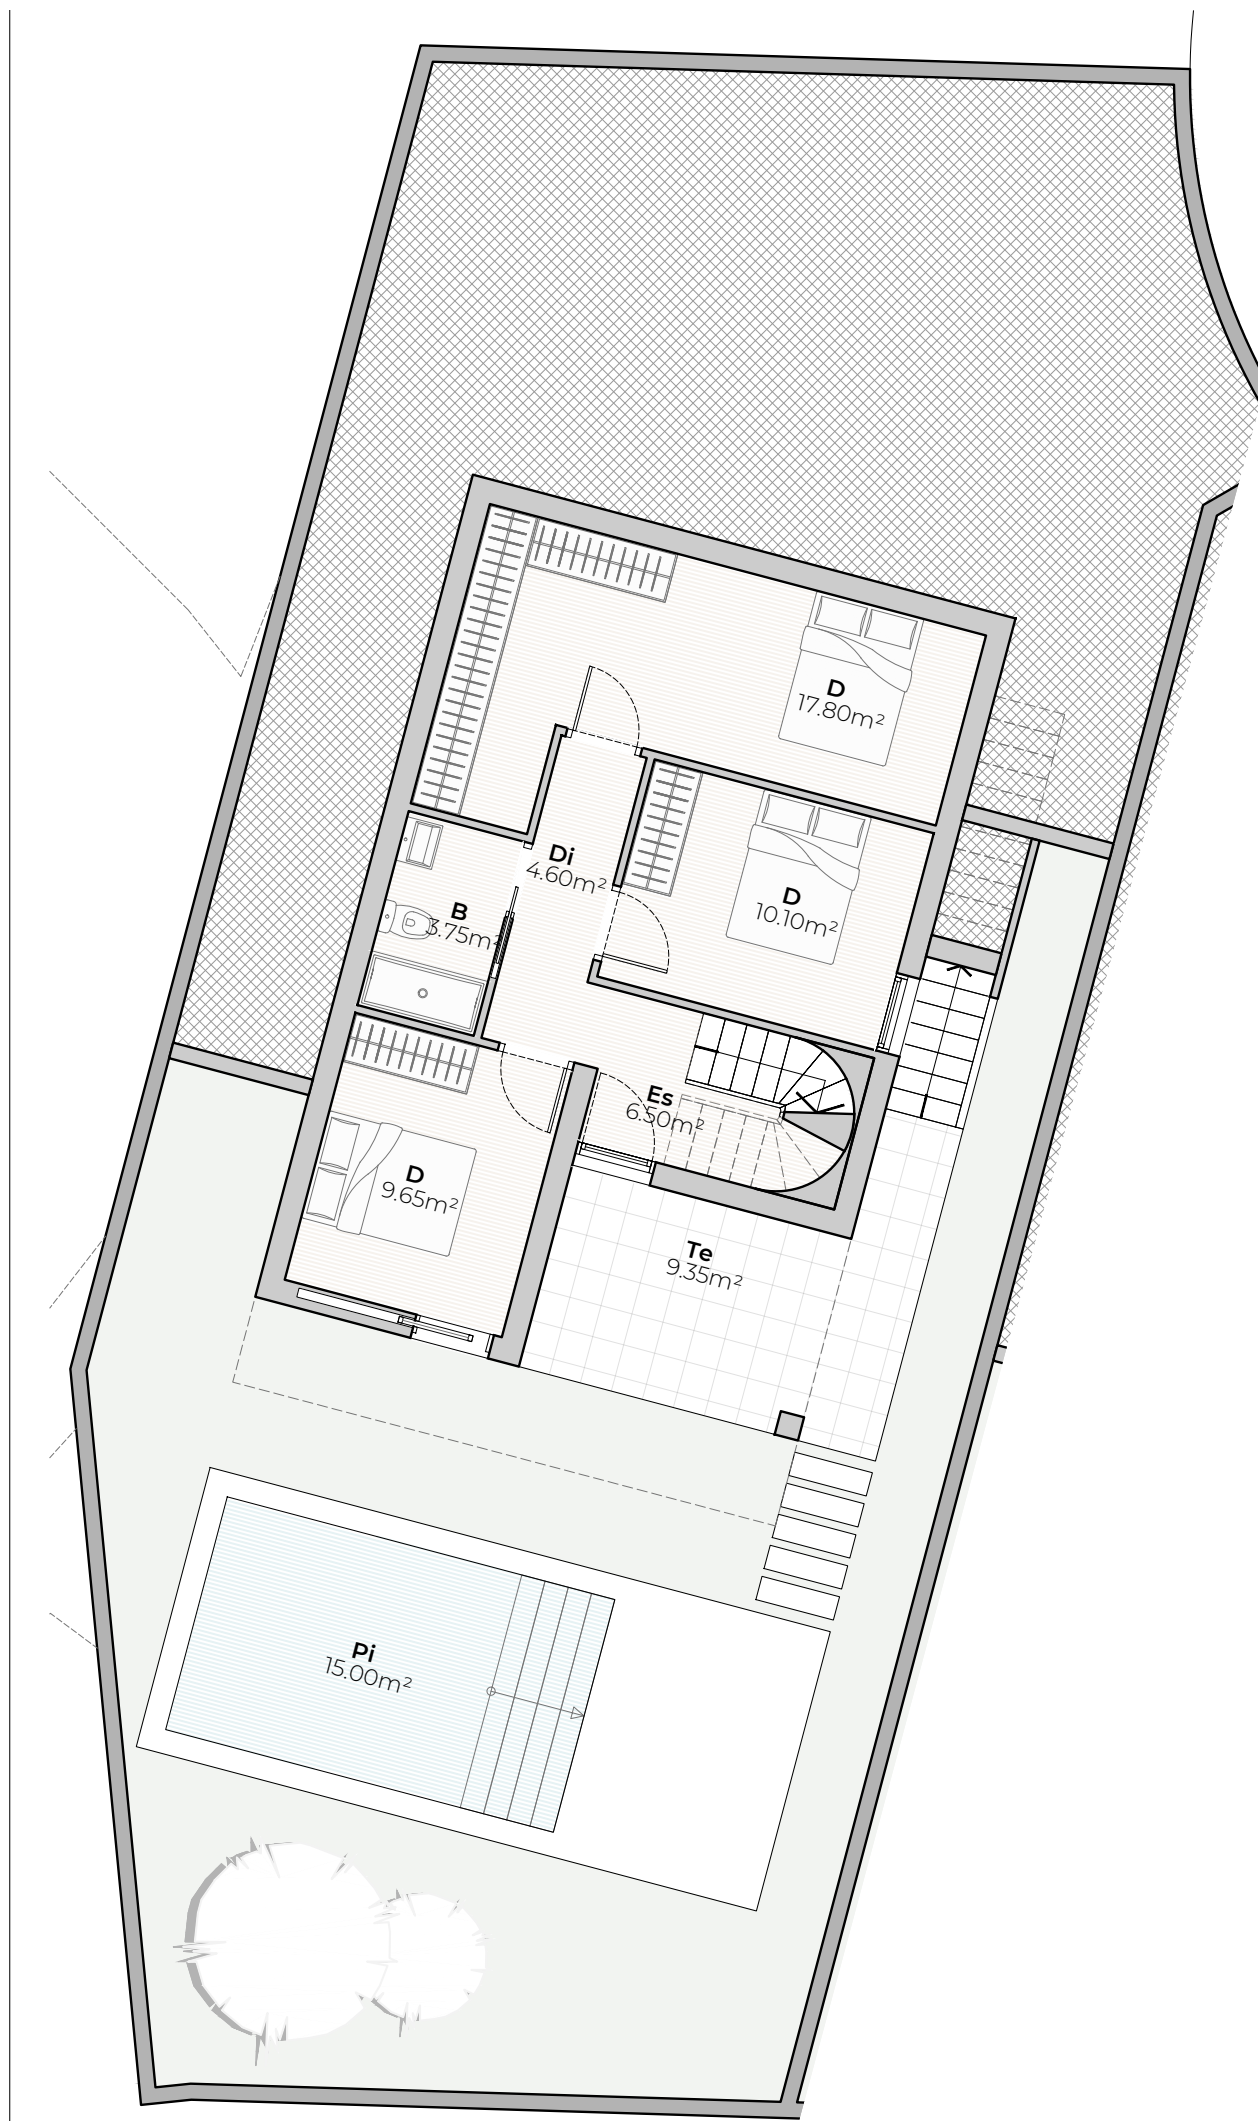 D
17.80m²
Di
4.60m²
D
10.10m²
B
3.75m²
Es
6.50m²
D
9.65m²
Te
9.35m²
Pi
15.00m²